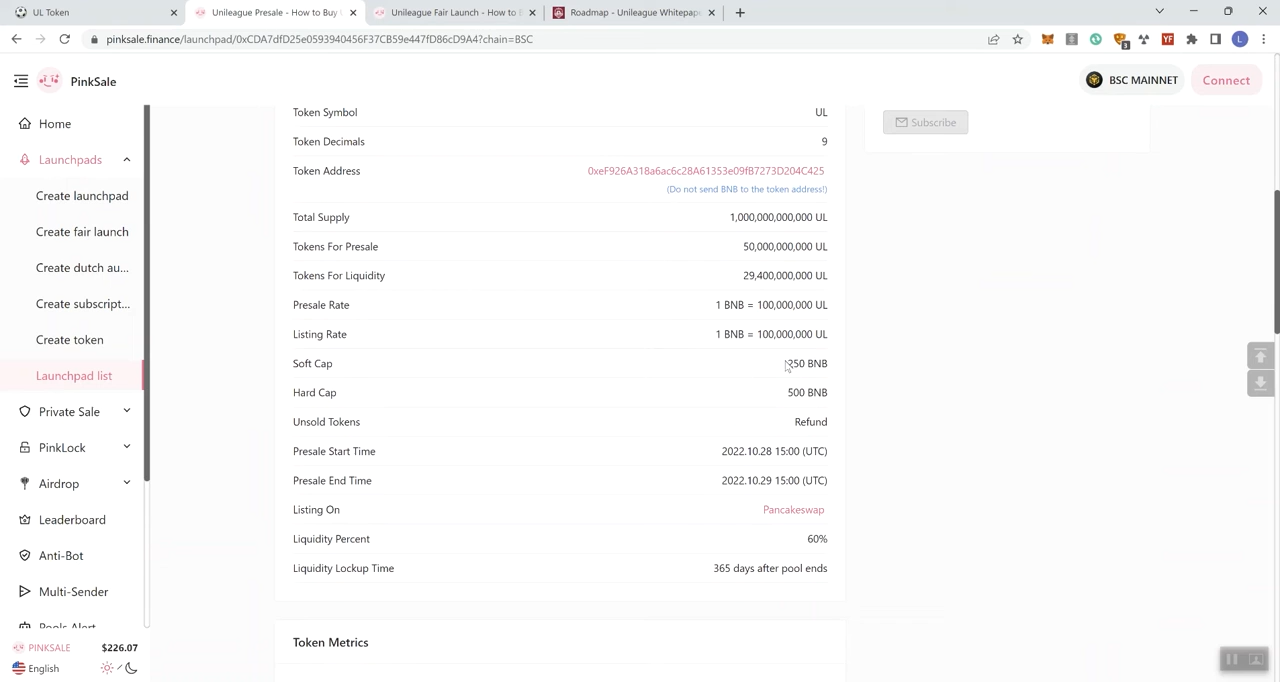 UL Token
Unileague Presale - How to Buy
Unileague Fair Launch - How to B
Roadmap - Unileague Whitepape
pinksale.finance/launchpad/0xCDA7dfD25e0593940456F37CB59e447fD86cD9A4?chain=BSC
3
YF
L
PinkSale
BSC MAINNET
Connect
Home
Launchpads
Create launchpad
Create fair launch
Create dutch au...
Create subscript...
Create token
Launchpad list
Private Sale
PinkLock
Airdrop
Leaderboard
Anti-Bot
Multi-Sender
Pools Alert
PINKSALE $226.07
English
Token Symbol UL
Token Decimals 9
Token Address 0xeF926A318a6ac6c28A61353e09fB7273D204C425
(Do not send BNB to the token address!)
Total Supply 1,000,000,000,000 UL
Tokens For Presale 50,000,000,000 UL
Tokens For Liquidity 29,400,000,000 UL
Presale Rate 1 BNB = 100,000,000 UL
Listing Rate 1 BNB = 100,000,000 UL
Soft Cap 250 BNB
Hard Cap 500 BNB
Unsold Tokens Refund
Presale Start Time 2022.10.28 15:00 (UTC)
Presale End Time 2022.10.29 15:00 (UTC)
Listing On Pancakeswap
Liquidity Percent 60%
Liquidity Lockup Time 365 days after pool ends
Token Metrics
Subscribe